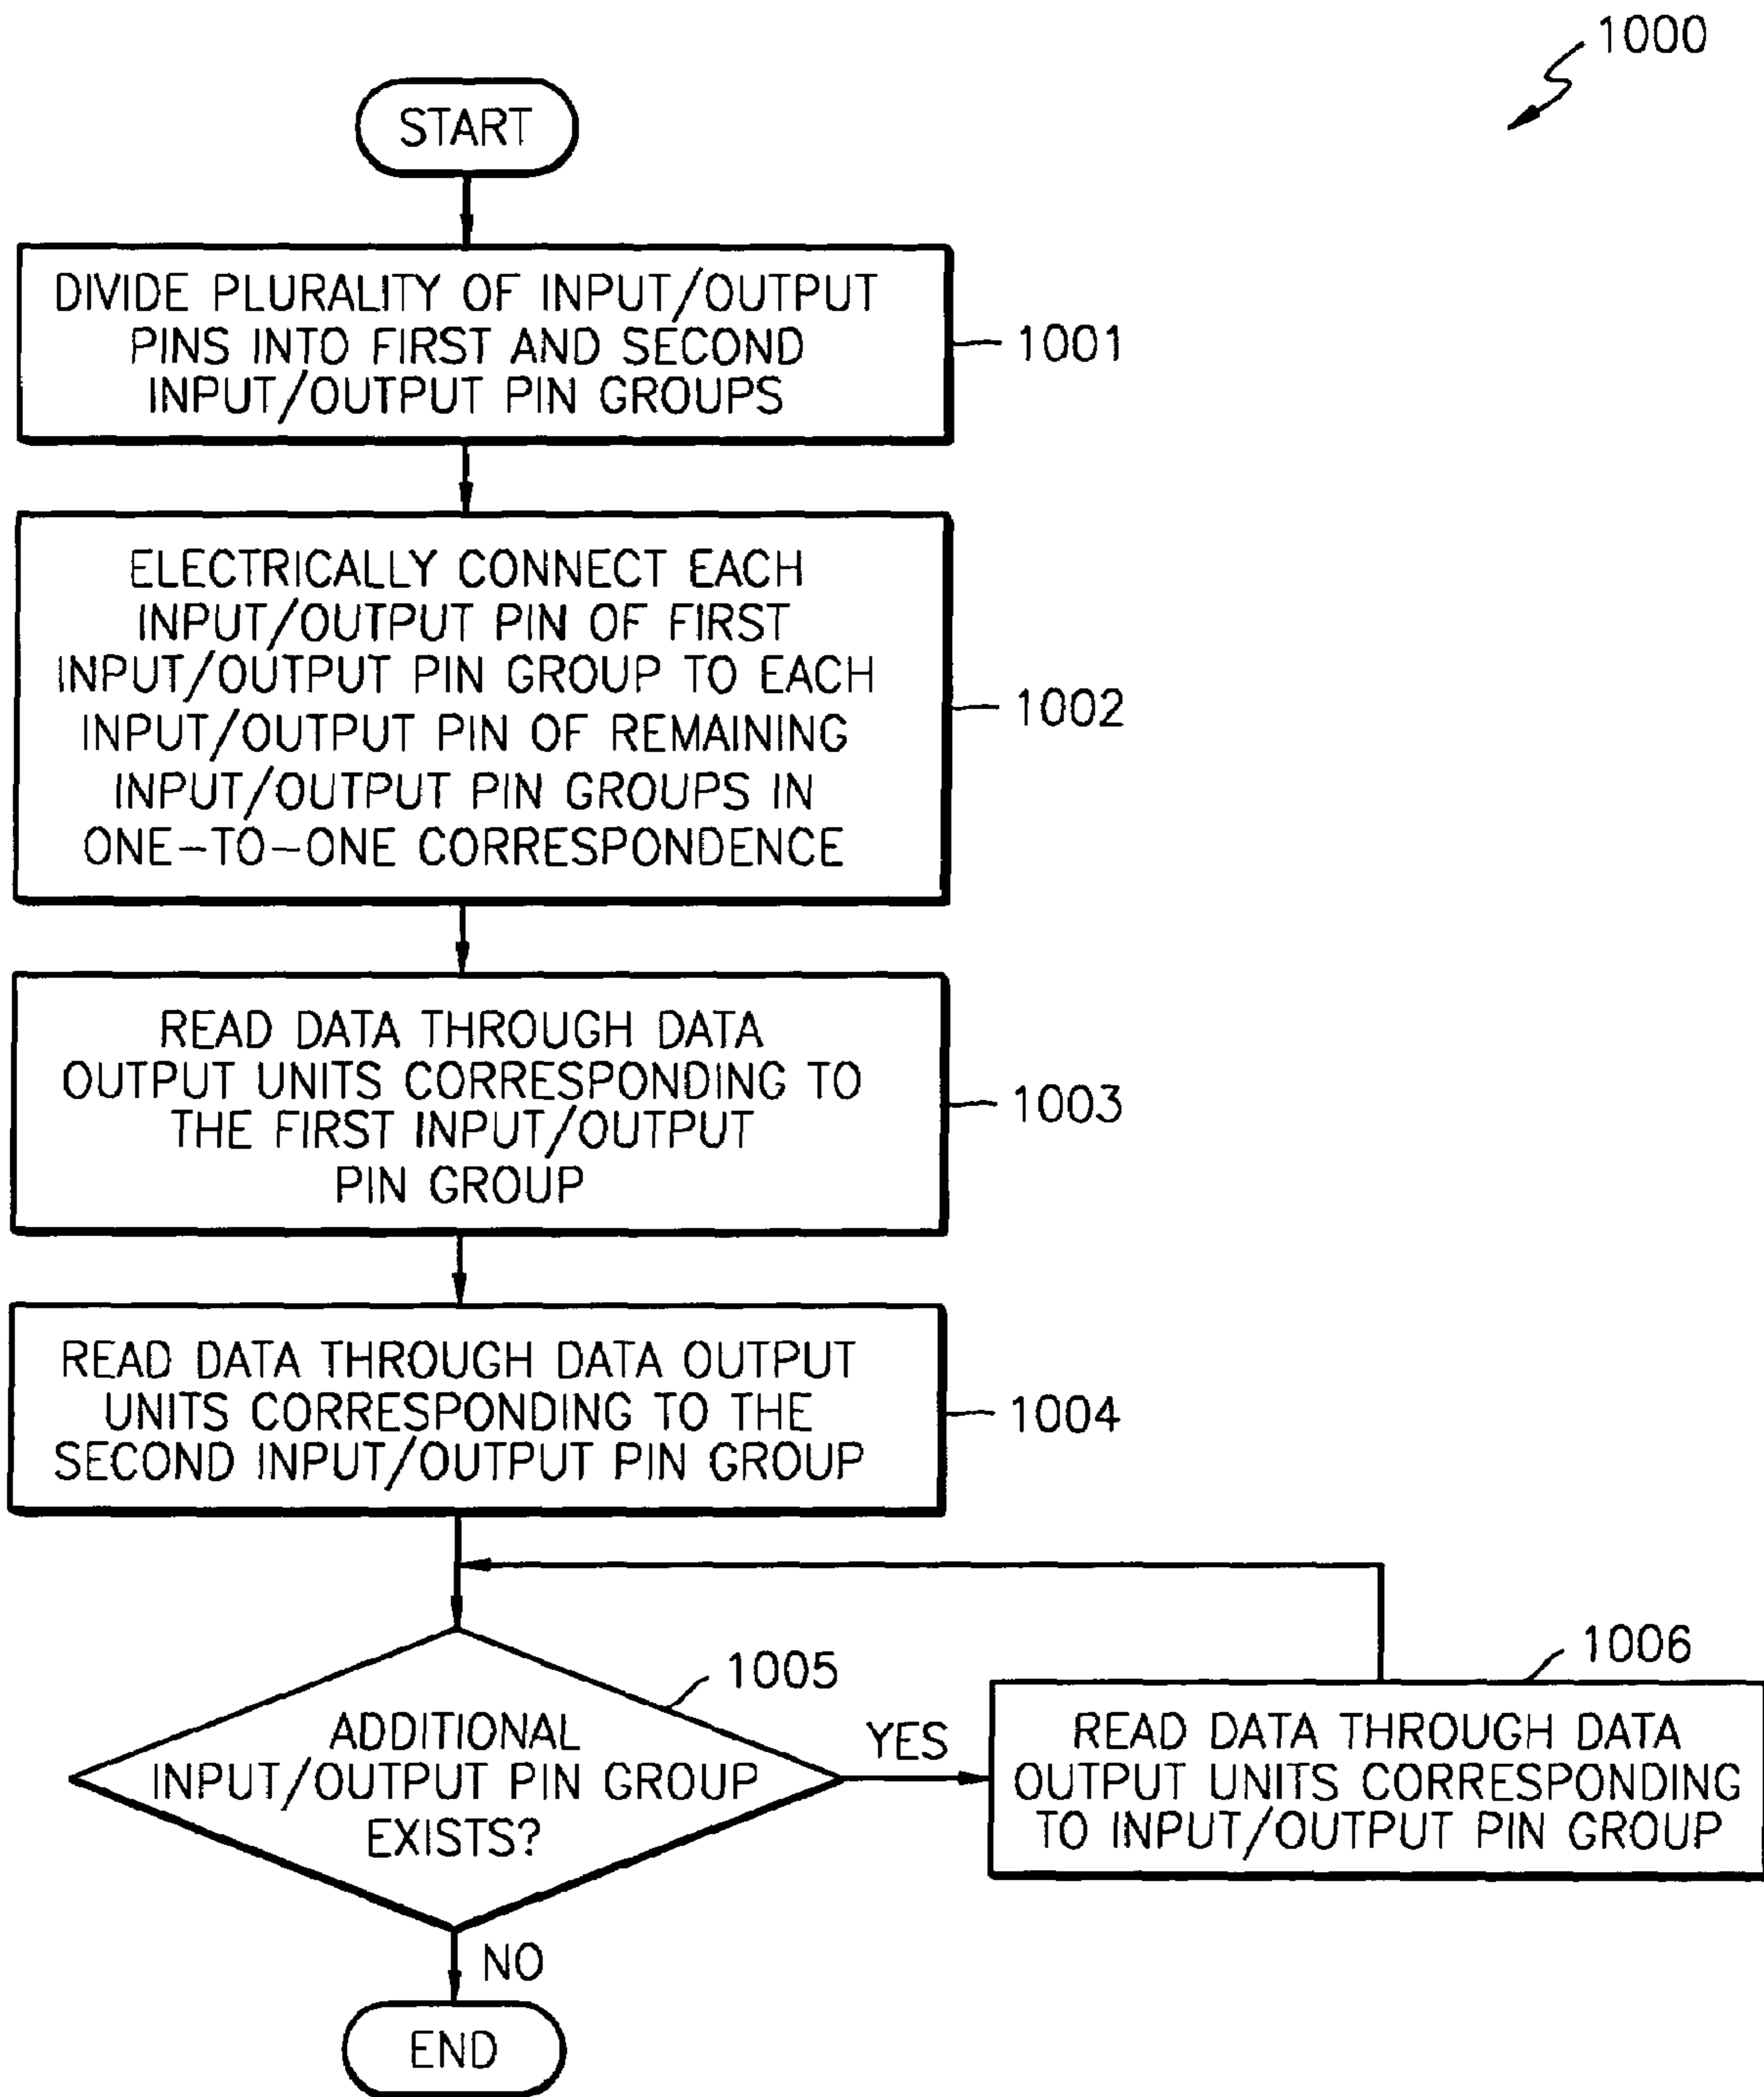 1000
START
DIVIDE PLURALITY OF INPUT/OUTPUT
PINS INTO FIRST AND SECOND
INPUT/OUTPUT PIN GROUPS
1001
ELECTRICALLY CONNECT EACH
INPUT/OUTPUT PIN OF FIRST
INPUT/OUTPUT PIN GROUP TO EACH
INPUT/OUTPUT PIN OF REMAINING
INPUT/OUTPUT PIN GROUPS IN
ONE-TO-ONE CORRESPONDENCE
1002
READ DATA THROUGH DATA
OUTPUT UNITS CORRESPONDING TO
THE FIRST INPUT/OUTPUT
PIN GROUP
1003
READ DATA THROUGH DATA OUTPUT
UNITS CORRESPONDING TO THE
SECOND INPUT/OUTPUT PIN GROUP
1004
1005
ADDITIONAL
INPUT/OUTPUT PIN GROUP
EXISTS?
YES
1006
READ DATA THROUGH DATA
OUTPUT UNITS CORRESPONDING
TO INPUT/OUTPUT PIN GROUP
NO
END